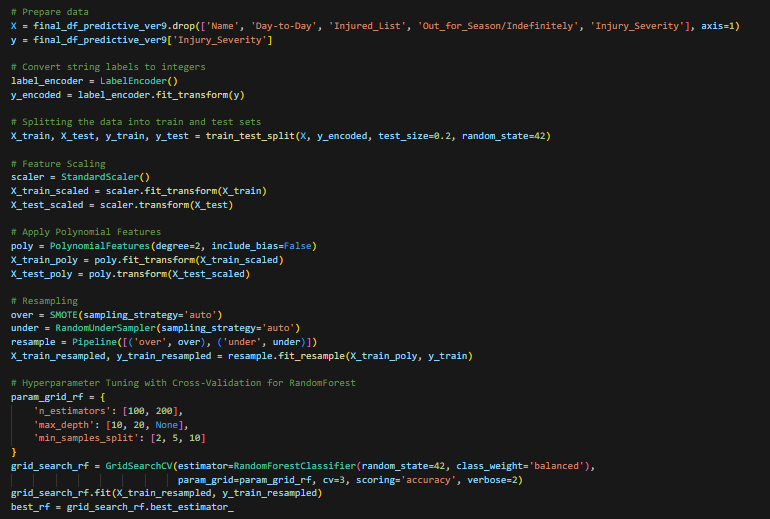 # Prepare data
X = final_df_predictive_ver9.drop(['Name', 'Day-to-Day', 'Injured_List', 'Out_for_Season/Indefinitely', 'Injury_Severity'], axis=1)
y = final_df_predictive_ver9['Injury_Severity']
# Convert string labels to integers
label_encoder = LabelEncoder()
y_encoded = label_encoder.fit_transform(y)
# Splitting the data into train and test sets
X_train, X_test, y_train, y_test = train_test_split(X, y_encoded, test_size=0.2, random_state=42)
# Feature Scaling
scaler = StandardScaler()
X_train_scaled = scaler.fit_transform(X_train)
X_test_scaled = scaler.transform(X_test)
# Apply Polynomial Features
poly = PolynomialFeatures(degree=2, include_bias=False)
X_train_poly = poly.fit_transform(X_train_scaled)
X_test_poly = poly.transform(X_test_scaled)
# Resampling
over = SMOTE(sampling_strategy='auto')
under = RandomUnderSampler(sampling_strategy='auto')
resample = Pipeline([('over', over), ('under', under)])
X_train_resampled, y_train_resampled = resample.fit_resample(X_train_poly, y_train)
# Hyperparameter Tuning with Cross-Validation for RandomForest
param_grid_rf = {
    'n_estimators': [100, 200],
    'max_depth': [10, 20, None],
    'min_samples_split': [2, 5, 10]
}
grid_search_rf = GridSearchCV(estimator=RandomForestClassifier(random_state=42, class_weight='balanced'),
                              param_grid=param_grid_rf, cv=3, scoring='accuracy', verbose=2)
grid_search_rf.fit(X_train_resampled, y_train_resampled)
best_rf = grid_search_rf.best_estimator_